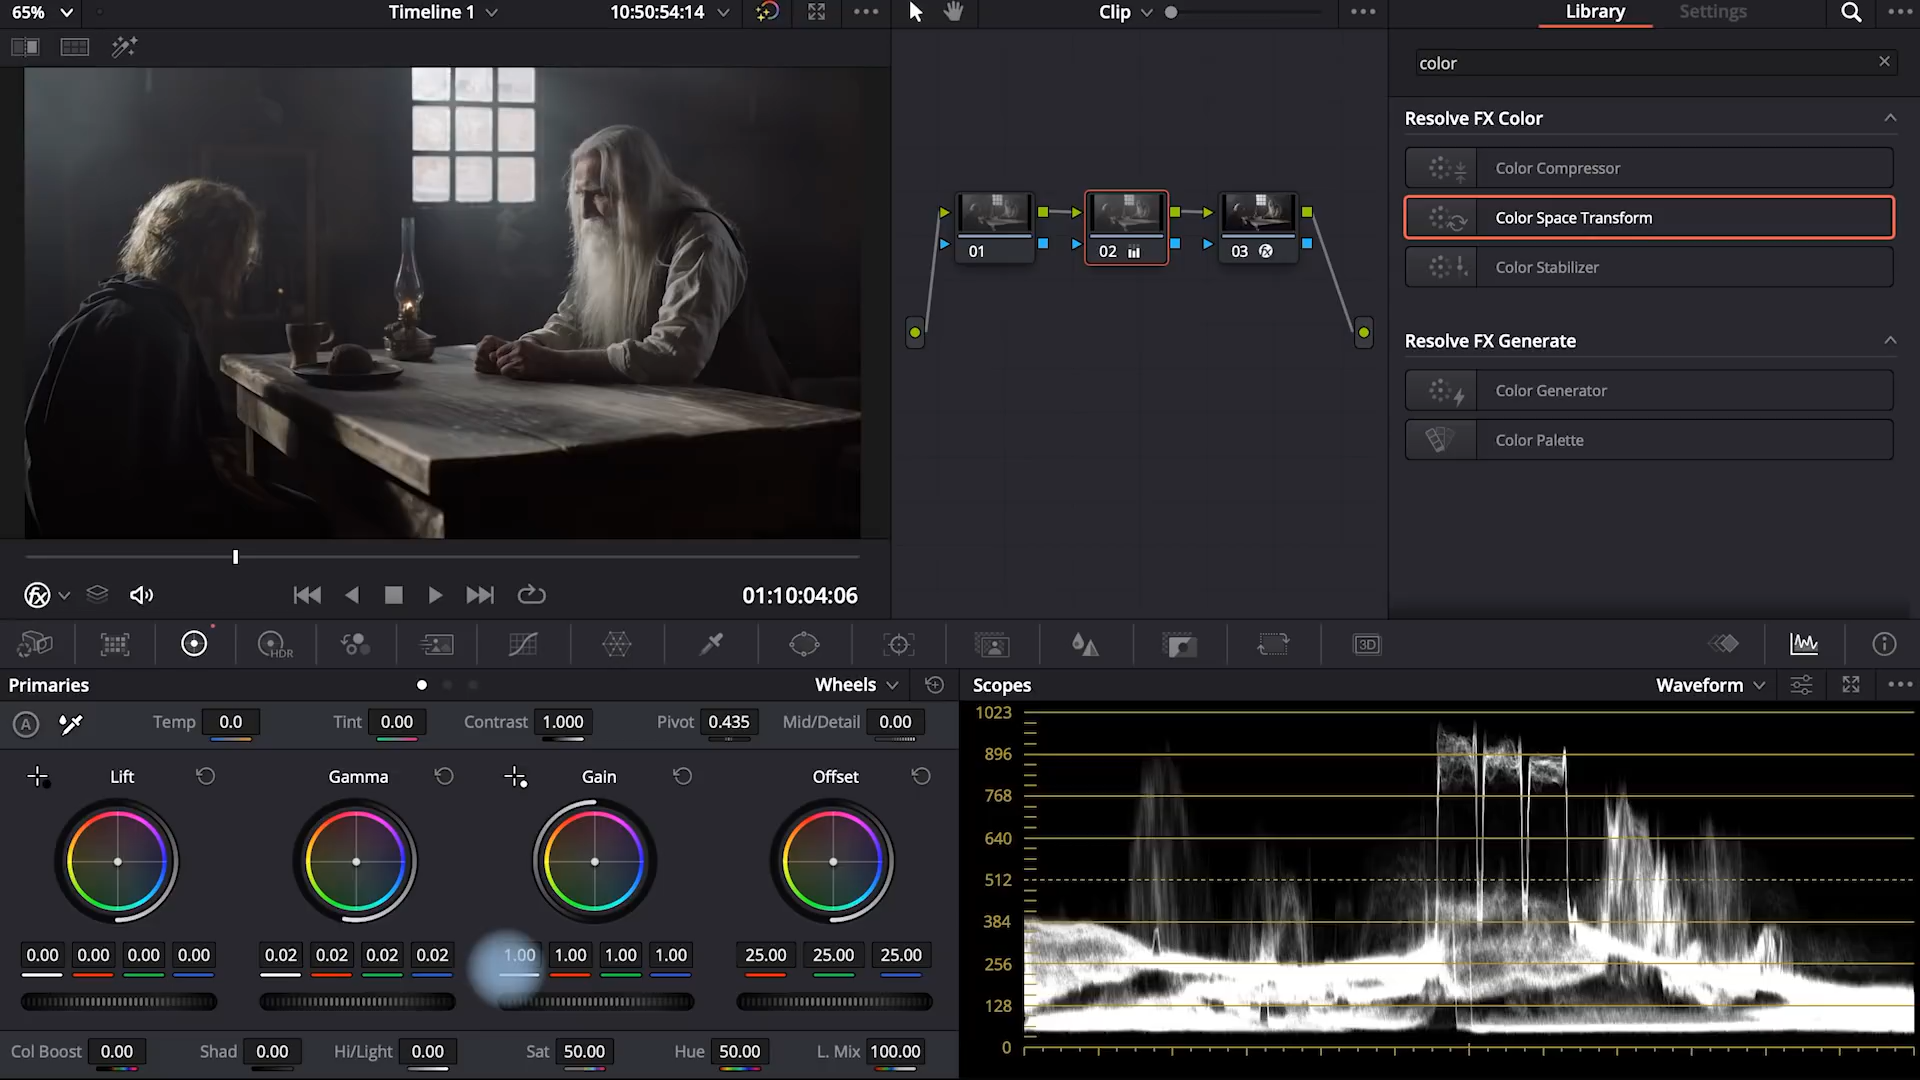 65%
Timeline 1
10:50:54:14
Clip
Library
Settings
color
Resolve FX Color
Color Compressor
Color Space Transform
Color Stabilizer
Resolve FX Generate
Color Generator
Color Palette
01
02
03
fx
01:10:04:06
HDR
3D
Primaries
Wheels
A
Temp 0.0
Tint 0.00
Contrast 1.000
Pivot 0.435
Mid/Detail 0.00
Lift
Gamma
Gain
Offset
0.00 0.00 0.00 0.00
0.02 0.02 0.02 0.02
1.00 1.00 1.00 1.00
25.00 25.00 25.00
Col Boost 0.00
Shad 0.00
Hi/Light 0.00
Sat 50.00
Hue 50.00
L. Mix 100.00
Scopes
Waveform
1023
896
768
640
512
384
256
128
0